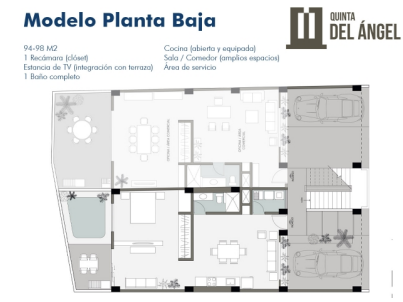 Modelo Planta Baja
QUINTA
DEL ÁNGEL
94-98 M2
1 Recámara (clóset)
Estancia de TV (integración con terraza)
1 Baño completo
Cocina (abierta y equipada)
Sala / Comedor (amplios espacios)
Área de servicio